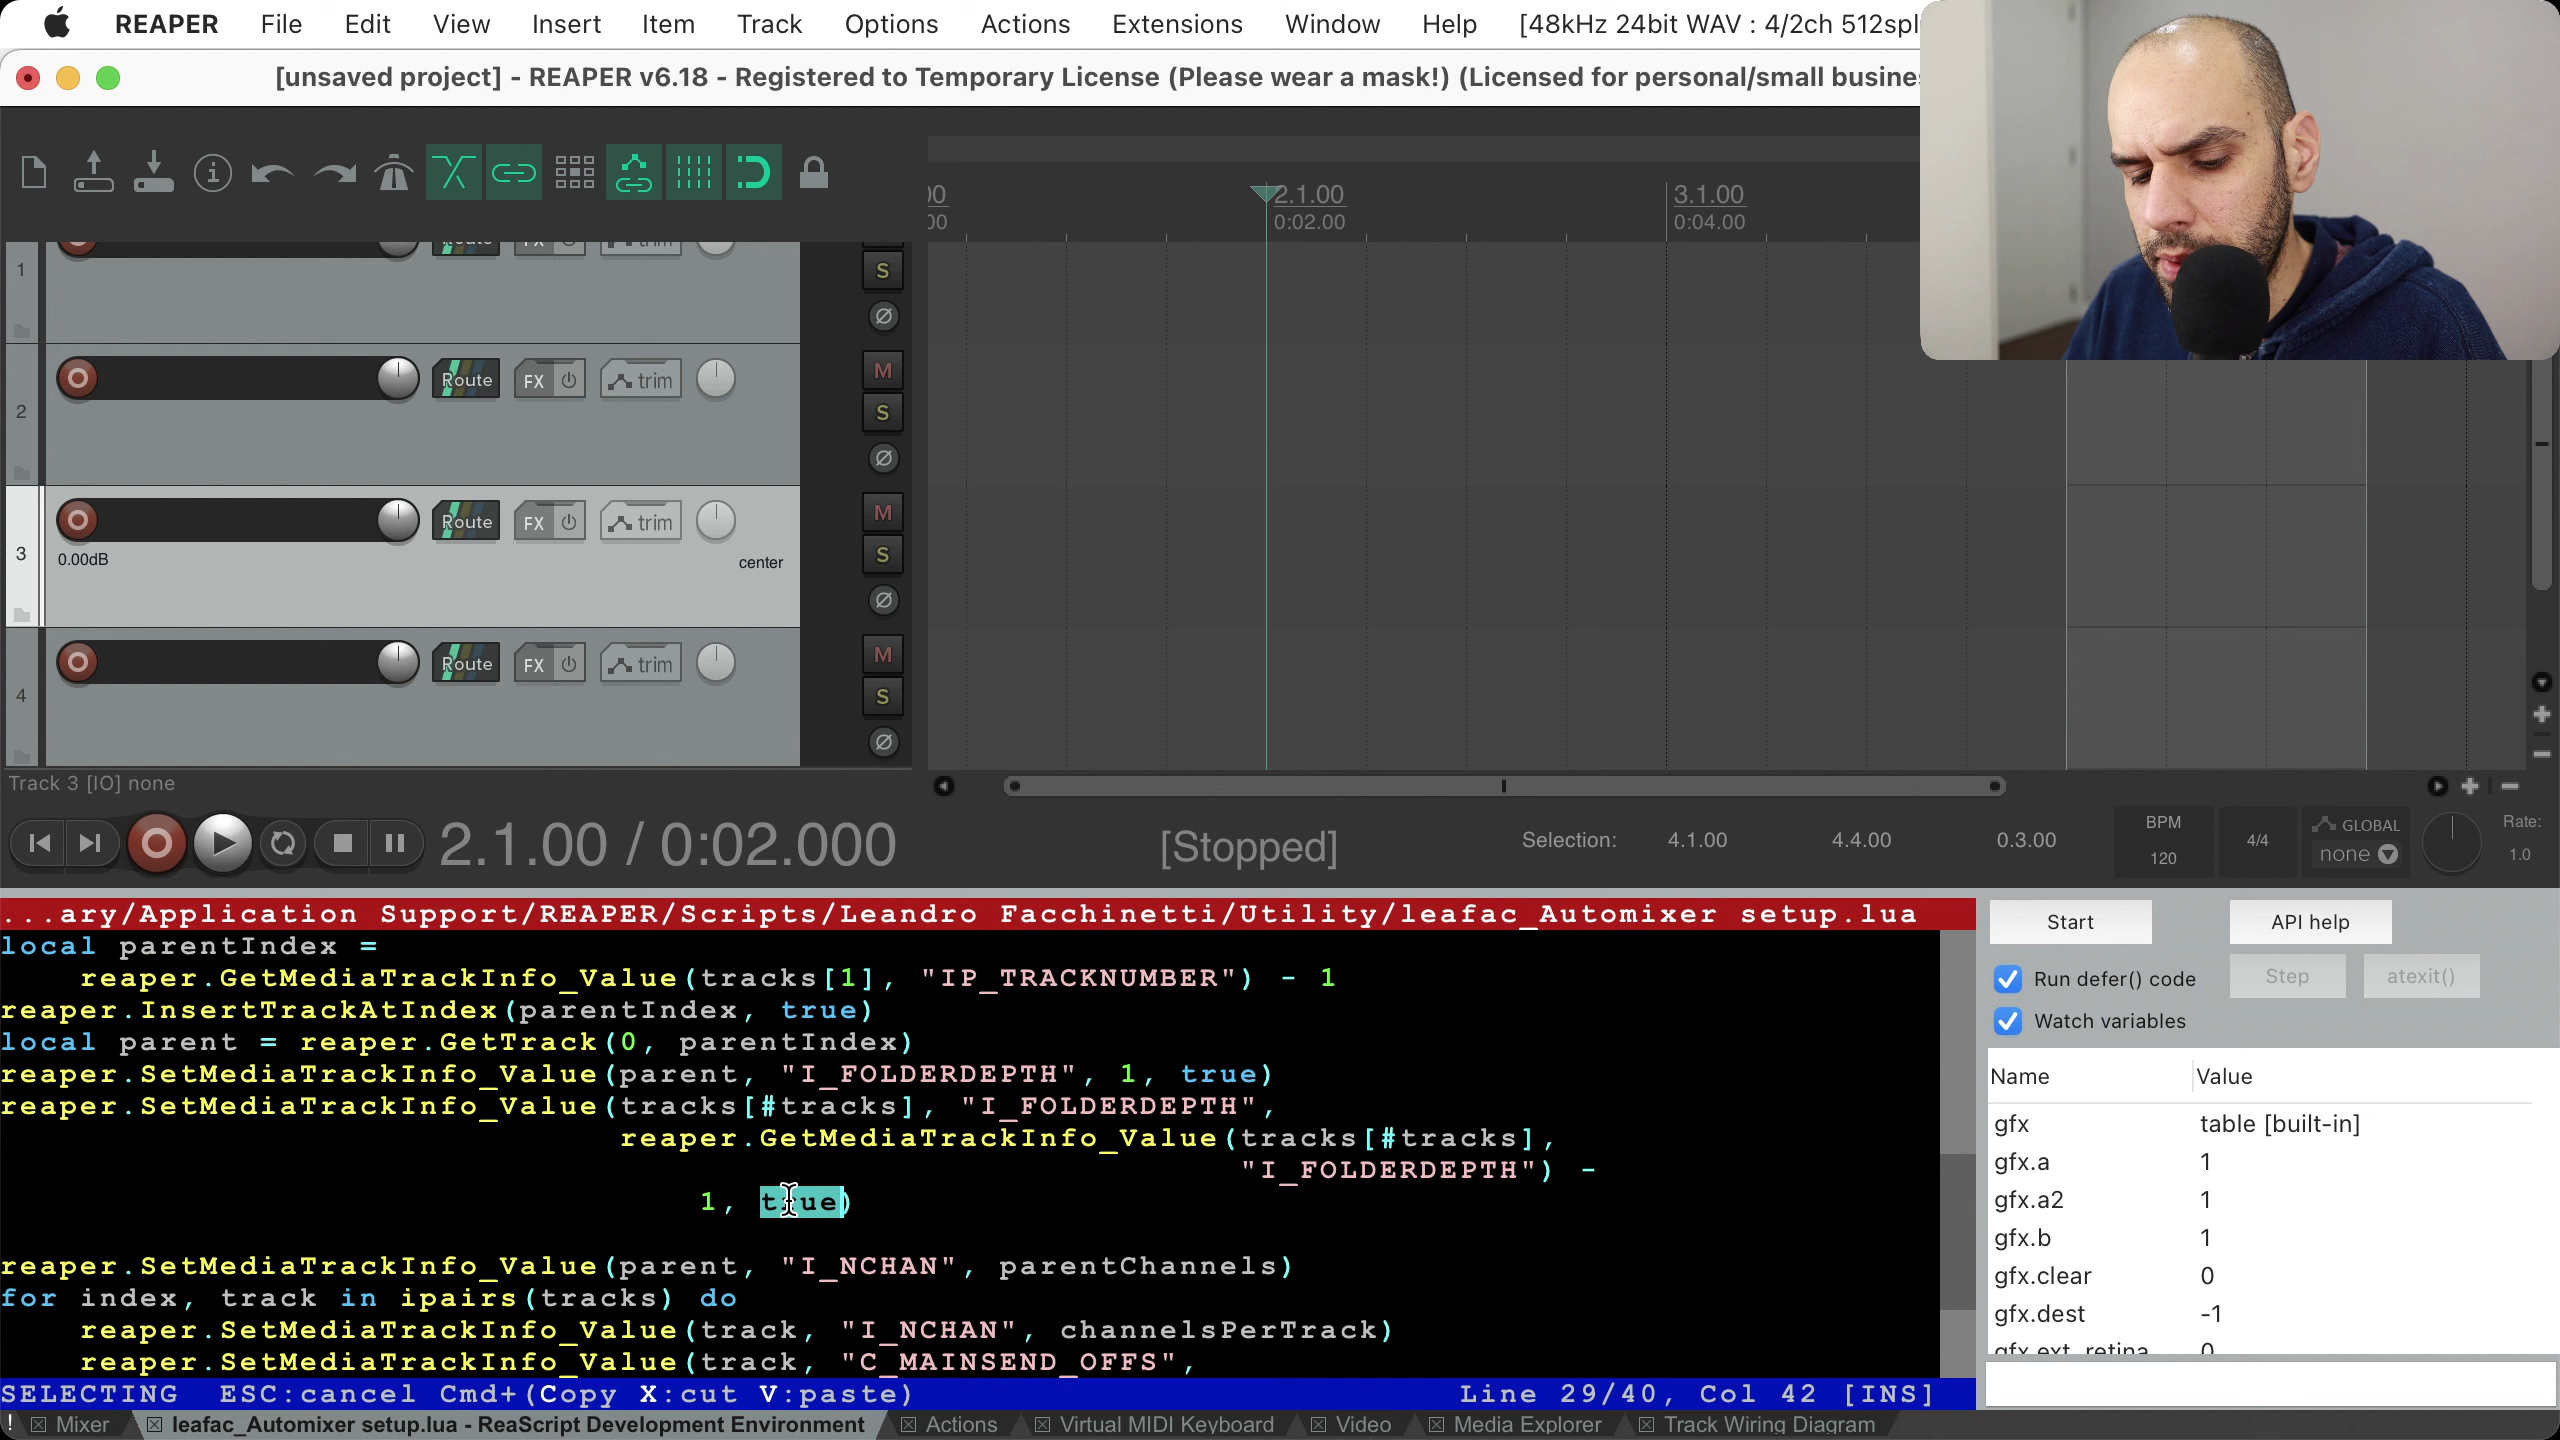 REAPER File Edit View Insert Item Track Options Actions Extensions Window Help [48kHz 24bit WAV : 4/2ch 512spl
[unsaved project] - REAPER v6.18 - Registered to Temporary License (Please wear a mask!) (Licensed for personal/small busine
2.1.00
3.1.00
0:02.00
0:04.00
1
S
Ø
2
Route
FX
trim
M
S
Ø
3
Route
FX
trim
M
S
Ø
0.00dB
center
4
Route
FX
trim
M
S
Ø
Track 3 [IO] none
2.1.00 / 0:02.000
[Stopped]
Selection: 4.1.00 4.4.00 0.3.00
BPM
120
4/4
GLOBAL
none
Rate:
1.0
...ary/Application Support/REAPER/Scripts/Leandro Facchinetti/Utility/leafac_Automixer setup.lua
local parentIndex =
    reaper.GetMediaTrackInfo_Value(tracks[1], "IP_TRACKNUMBER") - 1
reaper.InsertTrackAtIndex(parentIndex, true)
local parent = reaper.GetTrack(0, parentIndex)
reaper.SetMediaTrackInfo_Value(parent, "I_FOLDERDEPTH", 1, true)
reaper.SetMediaTrackInfo_Value(tracks[#tracks], "I_FOLDERDEPTH",
                               reaper.GetMediaTrackInfo_Value(tracks[#tracks],
                                                              "I_FOLDERDEPTH") -
                                   1, true)
reaper.SetMediaTrackInfo_Value(parent, "I_NCHAN", parentChannels)
for index, track in ipairs(tracks) do
    reaper.SetMediaTrackInfo_Value(track, "I_NCHAN", channelsPerTrack)
    reaper.SetMediaTrackInfo_Value(track, "C_MAINSEND_OFFS",
SELECTING  ESC:cancel Cmd+(Copy X:cut V:paste)
Line 29/40, Col 42 [INS]
Start
API help
Run defer() code
Step
atexit()
Watch variables
Name Value
gfx table [built-in]
gfx.a 1
gfx.a2 1
gfx.b 1
gfx.clear 0
gfx.dest -1
gfx.ext_retina 0
! Mixer leafac_Automixer setup.lua - ReaScript Development Environment Actions Virtual MIDI Keyboard Video Media Explorer Track Wiring Diagram